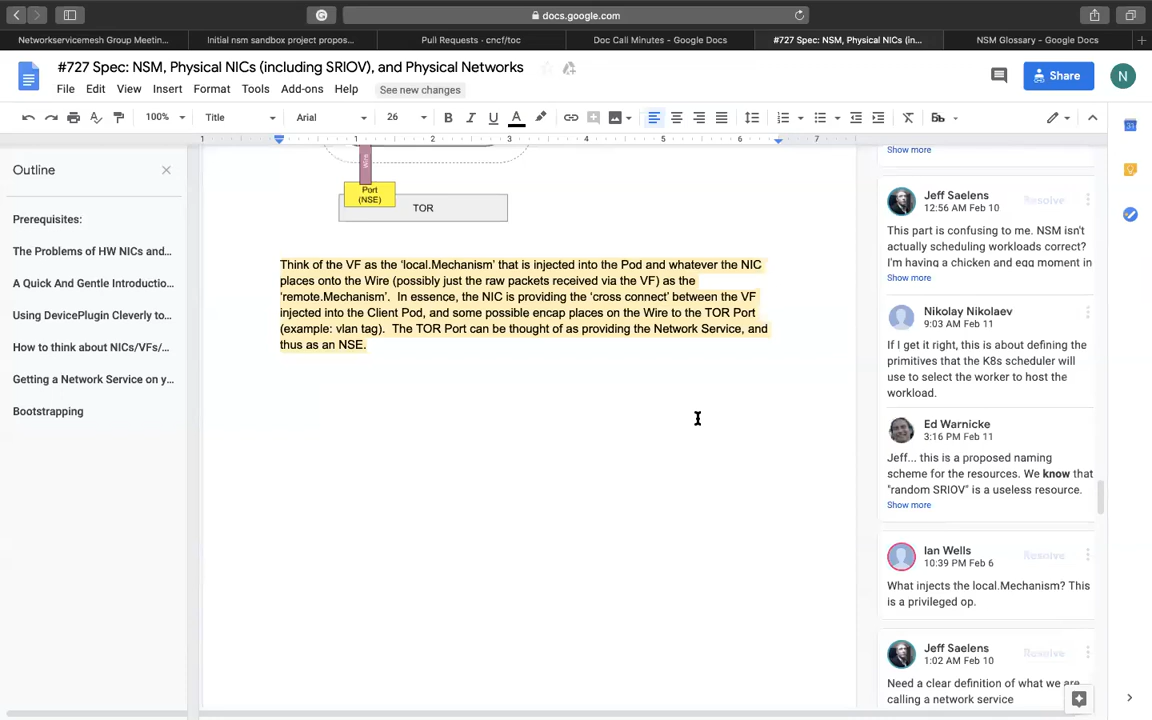 docs.google.com
Networkservicemesh Group Meetin...
Initial nsm sandbox project propos...
Pull Requests · cncf/toc
Doc Call Minutes - Google Docs
#727 Spec: NSM, Physical NICs (in...
NSM Glossary - Google Docs
#727 Spec: NSM, Physical NICs (including SRIOV), and Physical Networks
File Edit View Insert Format Tools Add-ons Help See new changes
Share
N
100% Title Arial 26 B I U A
1 1 2 3 4 5 6 7
Outline
Prerequisites:
The Problems of HW NICs and...
A Quick And Gentle Introductio...
Using DevicePlugin Cleverly to...
How to think about NICs/VFs/...
Getting a Network Service on y...
Bootstrapping
Wire
Port
(NSE)
TOR
Think of the VF as the ‘local.Mechanism’ that is injected into the Pod and whatever the NIC
places onto the Wire (possibly just the raw packets received via the VF) as the
‘remote.Mechanism’. In essence, the NIC is providing the ‘cross connect’ between the VF
injected into the Client Pod, and some possible encap places on the Wire to the TOR Port
(example: vlan tag). The TOR Port can be thought of as providing the Network Service, and
thus as an NSE.
Show more
Jeff Saelens
12:56 AM Feb 10
Resolve
This part is confusing to me. NSM isn't
actually scheduling workloads correct?
I'm having a chicken and egg moment in
Show more
Nikolay Nikolaev
9:03 AM Feb 11
If I get it right, this is about defining the
primitives that the K8s scheduler will
use to select the worker to host the
workload.
Ed Warnicke
3:16 PM Feb 11
Jeff... this is a proposed naming
scheme for the resources. We know that
"random SRIOV" is a useless resource.
Show more
Ian Wells
10:39 PM Feb 6
Resolve
What injects the local.Mechanism? This
is a privileged op.
Jeff Saelens
1:02 AM Feb 10
Resolve
Need a clear definition of what we are
calling a network service
31